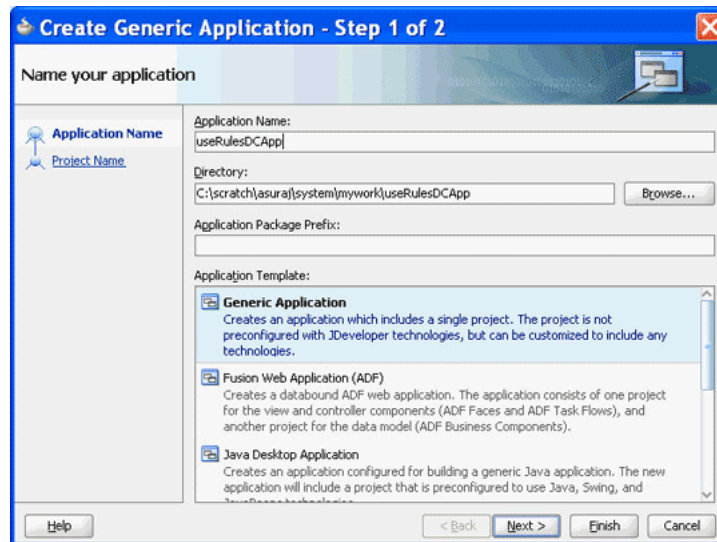 Create Generic Application - Step 1 of 2
Name your application
Application Name
Project Name
Application Name:
useRulesDCApp
Directory:
C:\scratch\asuraj\system\mywork\useRulesDCApp
Browse...
Application Package Prefix:
Application Template:
Generic Application
Creates an application which includes a single project. The project is not
preconfigured with JDeveloper technologies, but can be customized to include any
technologies.
Fusion Web Application (ADF)
Creates a databound ADF web application. The application consists of one project
for the view and controller components (ADF Faces and ADF Task Flows), and
another project for the data model (ADF Business Components).
Java Desktop Application
Creates an application configured for building a generic Java application. The new
application will include a project that is preconfigured to use Java, Swing, and
Help
< Back
Next >
Finish
Cancel